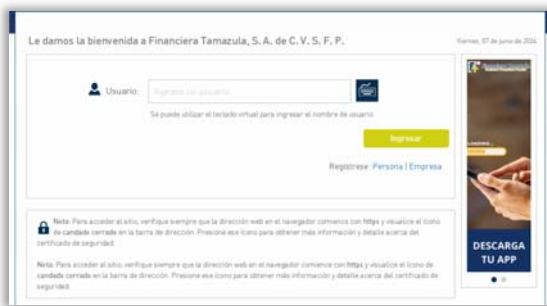 Le damos la bienvenida a Financiera Tamazula, S. A. de C. V. S. F. P.
Viernes, 07 de junio de 2024
Usuario:
Ingrese su usuario
Se puede utilizar el teclado virtual para ingresar el nombre de usuario
Ingresar
Regístrese: Persona | Empresa
Nota: Para acceder al sitio, verifique siempre que la dirección web en el navegador comience con https y visualice el ícono
de candado cerrado en la barra de dirección. Presione ese ícono para obtener más información y detalle acerca del
certificado de seguridad.
Nota: Para acceder al sitio, verifique siempre que la dirección web en el navegador comience con https y visualice el ícono de
candado cerrado en la barra de dirección. Presione ese ícono para obtener más información y detalle acerca del certificado de
seguridad.
DESCARGA
TU APP